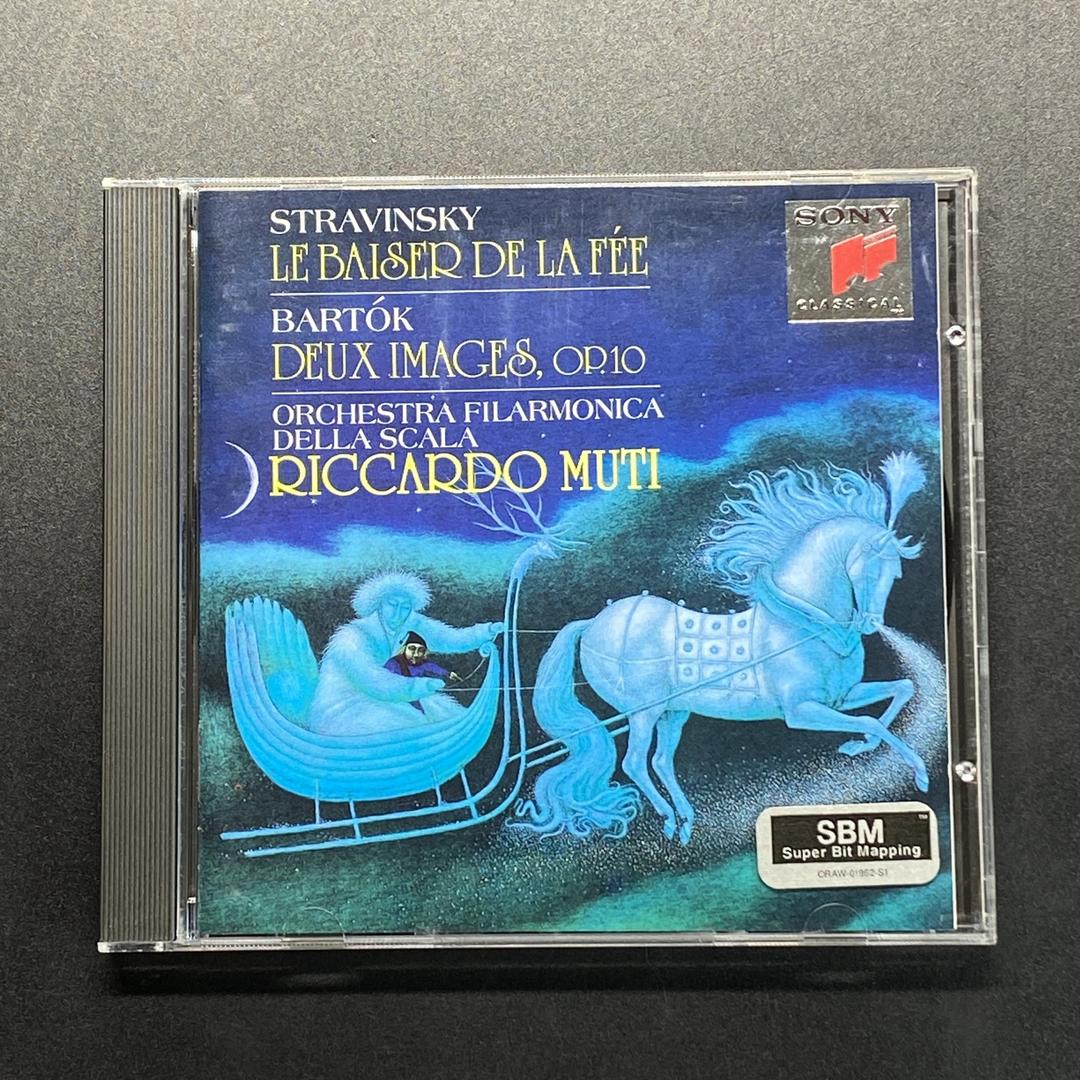 STRAVINSKY
LE BAISER DE LA FÉE
BARTÓK
DEUX IMAGES, OP.10
ORCHESTRA FILARMONICA
DELLA SCALA
RICCARDO MUTI
SONY
CLASSICAL
SBM
Super Bit Mapping